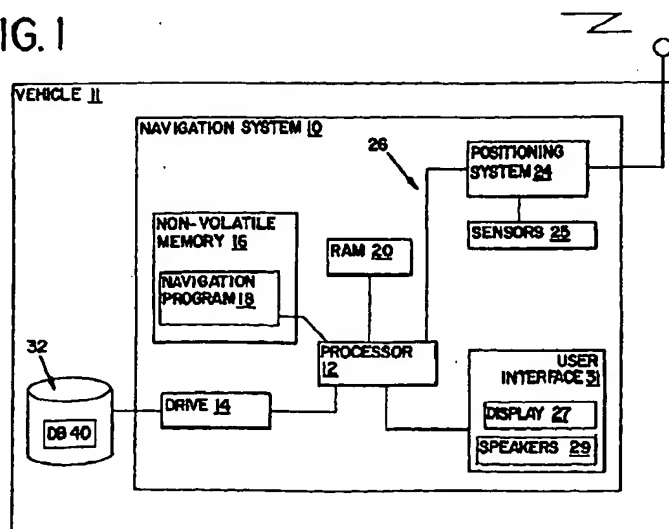 IG. 1
VEHICLE 11
NAVIGATION SYSTEM 10
26
POSITIONING
SYSTEM 24
SENSORS 25
NON-VOLATILE
MEMORY 16
NAVIGATION
PROGRAM 18
RAM 20
PROCESSOR
12
USER
INTERFACE 31
DISPLAY 27
SPEAKERS 29
32
DB 40
DRIVE 14